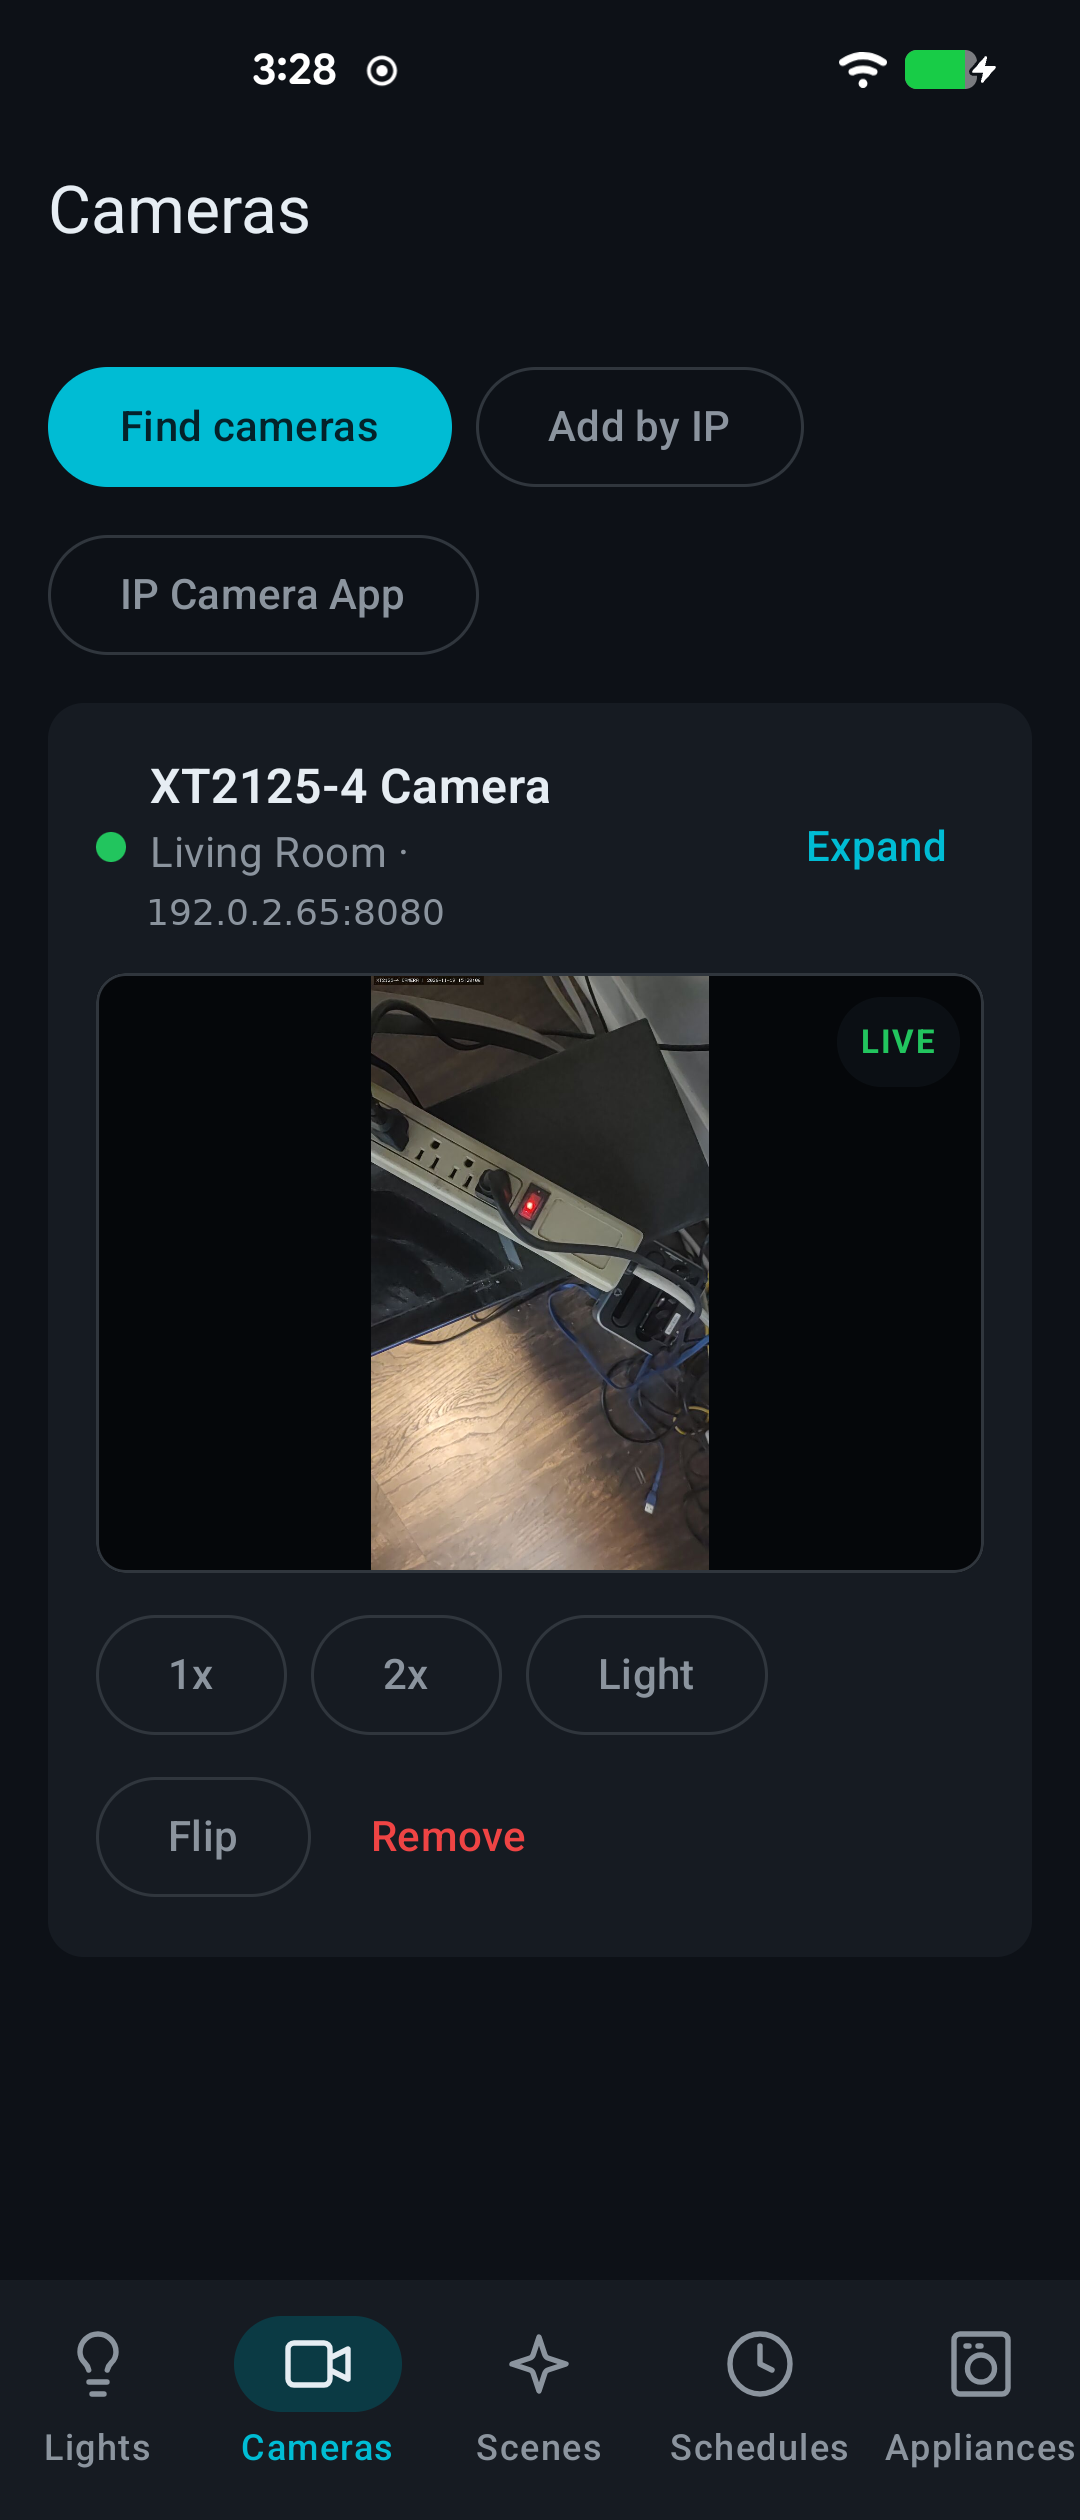 3:28
Cameras
Find cameras
Add by IP
IP Camera App
XT2125-4 Camera
Living Room ·
192.0.2.65:8080
Expand
LIVE
1x
2x
Light
Flip
Remove
Lights
Cameras
Scenes
Schedules
Appliances